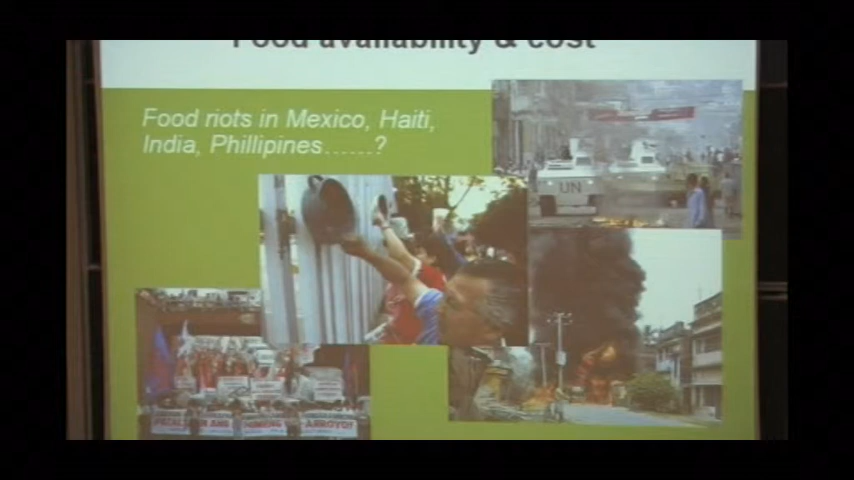 Food availability & cost
Food riots in Mexico, Haiti,
India, Phillipines......?
UN
ARROYO!